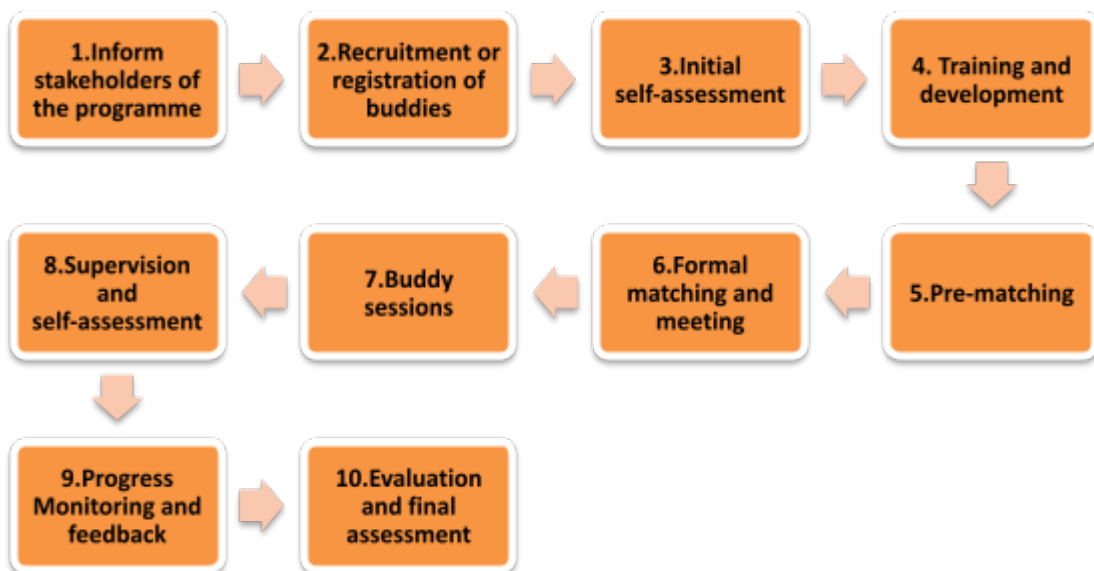 1.Inform
stakeholders of
the programme
2.Recruitment or
registration of
buddies
3.Initial
self-assessment
4. Training and
development
5.Pre-matching
6.Formal
matching and
meeting
7.Buddy
sessions
8.Supervision
and
self-assessment
9.Progress
Monitoring and
feedback
10.Evaluation
and final
assessment